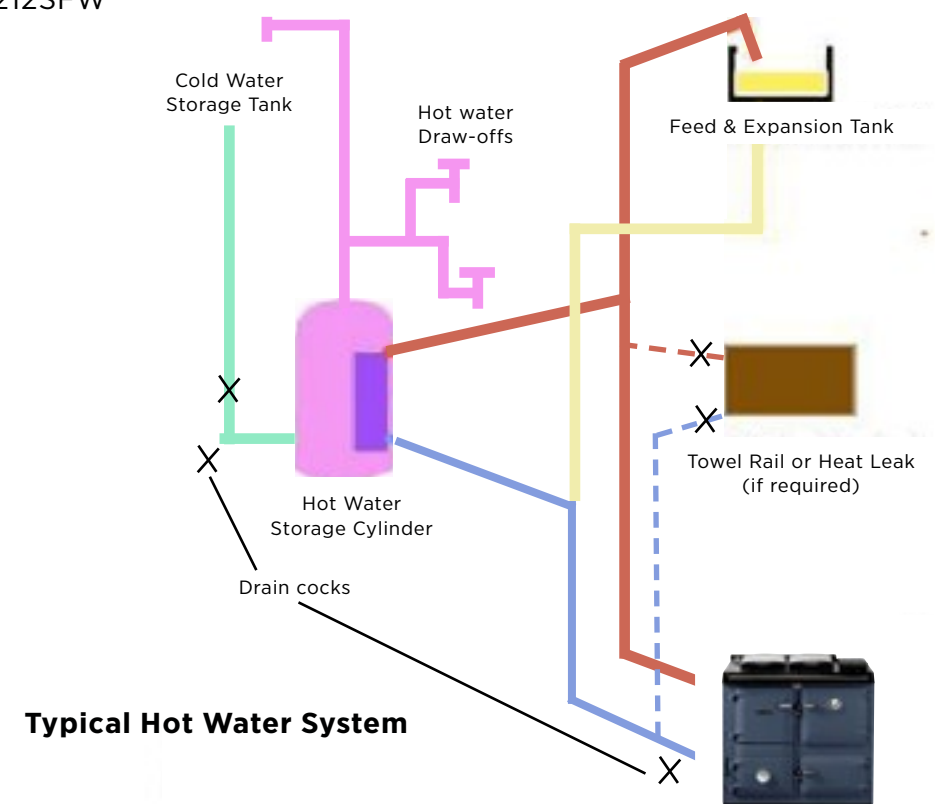 Cold Water
Storage Tank
Hot water
Draw-offs
Feed & Expansion Tank
Towel Rail or Heat Leak
(if required)
Hot Water
Storage Cylinder
Drain cocks
Typical Hot Water System